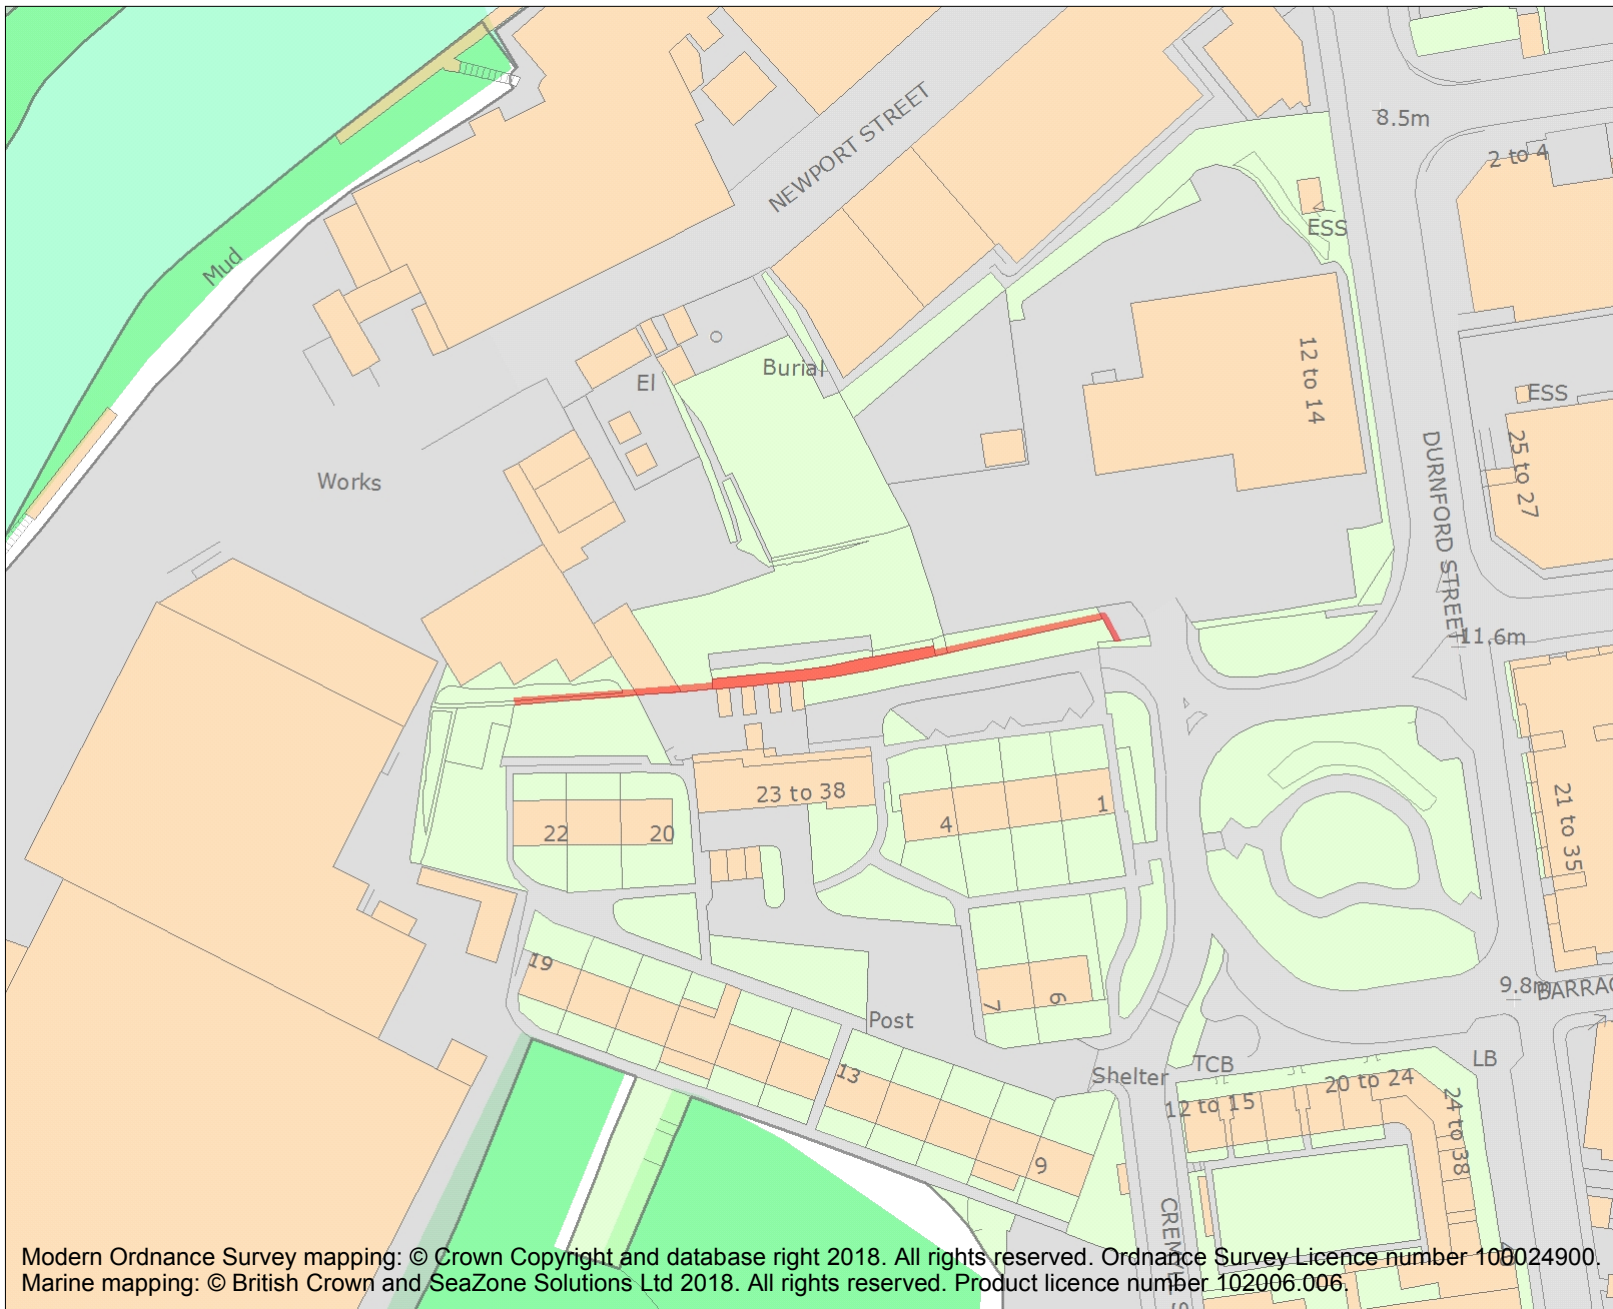 8.5m
2 to 4
NEWPORT STREET
ESS
Mud
12 to 14
Burial
El
ESS
25 to 27
DURNFORD STREET
Works
11.6m
23 to 38
1
4
22
20
21 to 35
19
7
6
9.8m
BARRAC
Post
13
Shelter
TCB
LB
20 to 24
12 to 15
24 to 38
9
CREMYL S
Modern Ordnance Survey mapping: © Crown Copyright and database right 2018. All rights reserved. Ordnance Survey Licence number 100024900.
Marine mapping: © British Crown and SeaZone Solutions Ltd 2018. All rights reserved. Product licence number 102006.006.